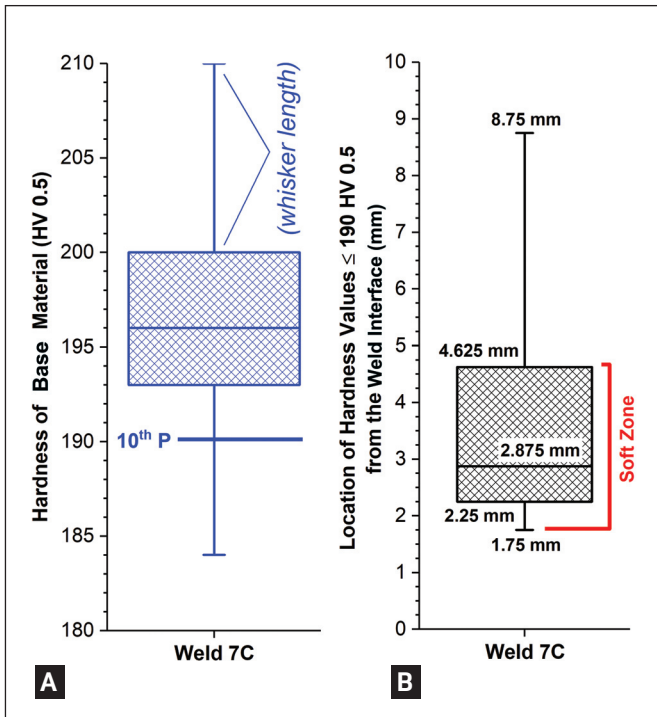 Hardness of Base Material (HV 0.5)
210
205
200
195
190
185
180
(whisker length)
10th P
Weld 7C
A
Location of Hardness Values ≤ 190 HV 0.5
from the Weld Interface (mm)
10
9
8
7
6
5
4
3
2
1
0
8.75 mm
4.625 mm
2.875 mm
2.25 mm
1.75 mm
Soft Zone
Weld 7C
B